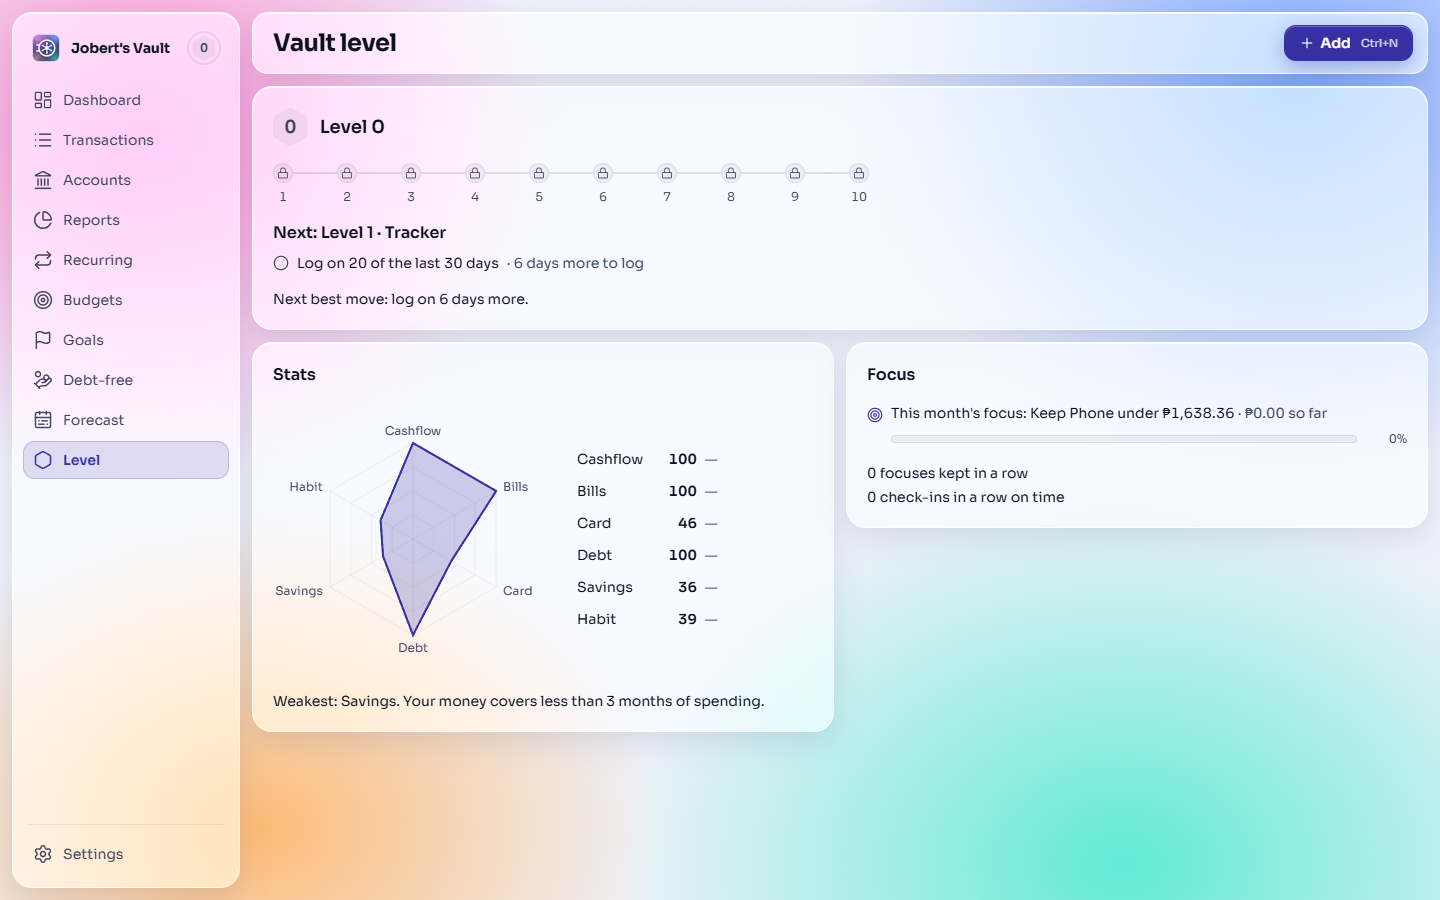 Jobert's Vault
0
Dashboard
Transactions
Accounts
Reports
Recurring
Budgets
Goals
Debt-free
Forecast
Level
Settings
Vault level
Add Ctrl+N
0 Level 0
1 2 3 4 5 6 7 8 9 10
Next: Level 1 · Tracker
Log on 20 of the last 30 days · 6 days more to log
Next best move: log on 6 days more.
Stats
Cashflow
Bills
Card
Debt
Savings
Habit
Cashflow 100 —
Bills 100 —
Card 46 —
Debt 100 —
Savings 36 —
Habit 39 —
Weakest: Savings. Your money covers less than 3 months of spending.
Focus
This month's focus: Keep Phone under ₱1,638.36 · ₱0.00 so far
0%
0 focuses kept in a row
0 check-ins in a row on time